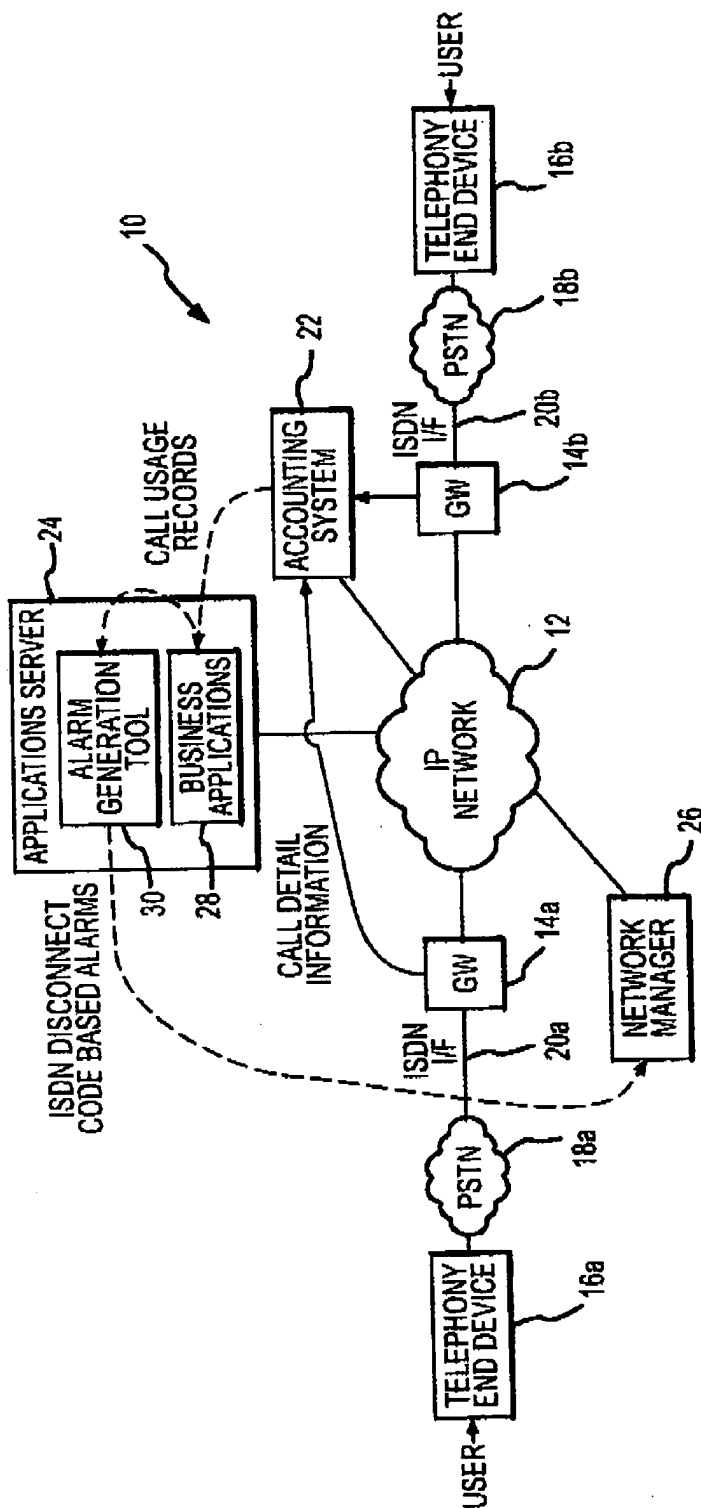 10
24
APPLICATIONS SERVER
ALARM
GENERATION
TOOL
30
BUSINESS
APPLICATIONS
28
CALL USAGE
RECORDS
22
ACCOUNTING
SYSTEM
ISDN DISCONNECT
CODE BASED ALARMS
CALL DETAIL
INFORMATION
USER
TELEPHONY
END DEVICE
16a
PSTN
18a
ISDN
I/F
20a
GW
14a
IP
NETWORK
12
GW
14b
ISDN
I/F
20b
PSTN
18b
TELEPHONY
END DEVICE
16b
USER
NETWORK
MANAGER
26